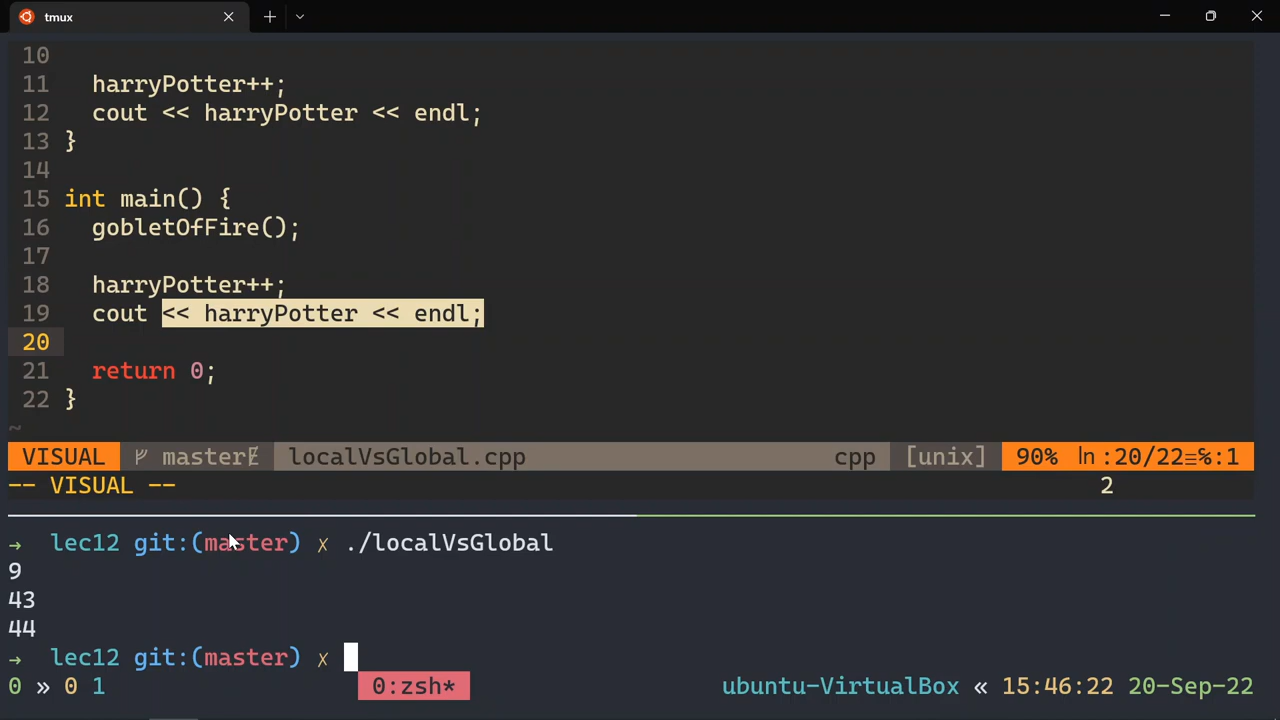 tmux
10
11 harryPotter++;
12 cout << harryPotter << endl;
13 }
14
15 int main() {
16 gobletOfFire();
17
18 harryPotter++;
19 cout << harryPotter << endl;
20
21 return 0;
22 }
~
VISUAL master localVsGlobal.cpp cpp [unix] 90% ln :20/22≡%:1
-- VISUAL -- 2
→ lec12 git:(master) ✗ ./localVsGlobal
9
43
44
→ lec12 git:(master) ✗
0 » 0 1 0:zsh* ubuntu-VirtualBox « 15:46:22 20-Sep-22